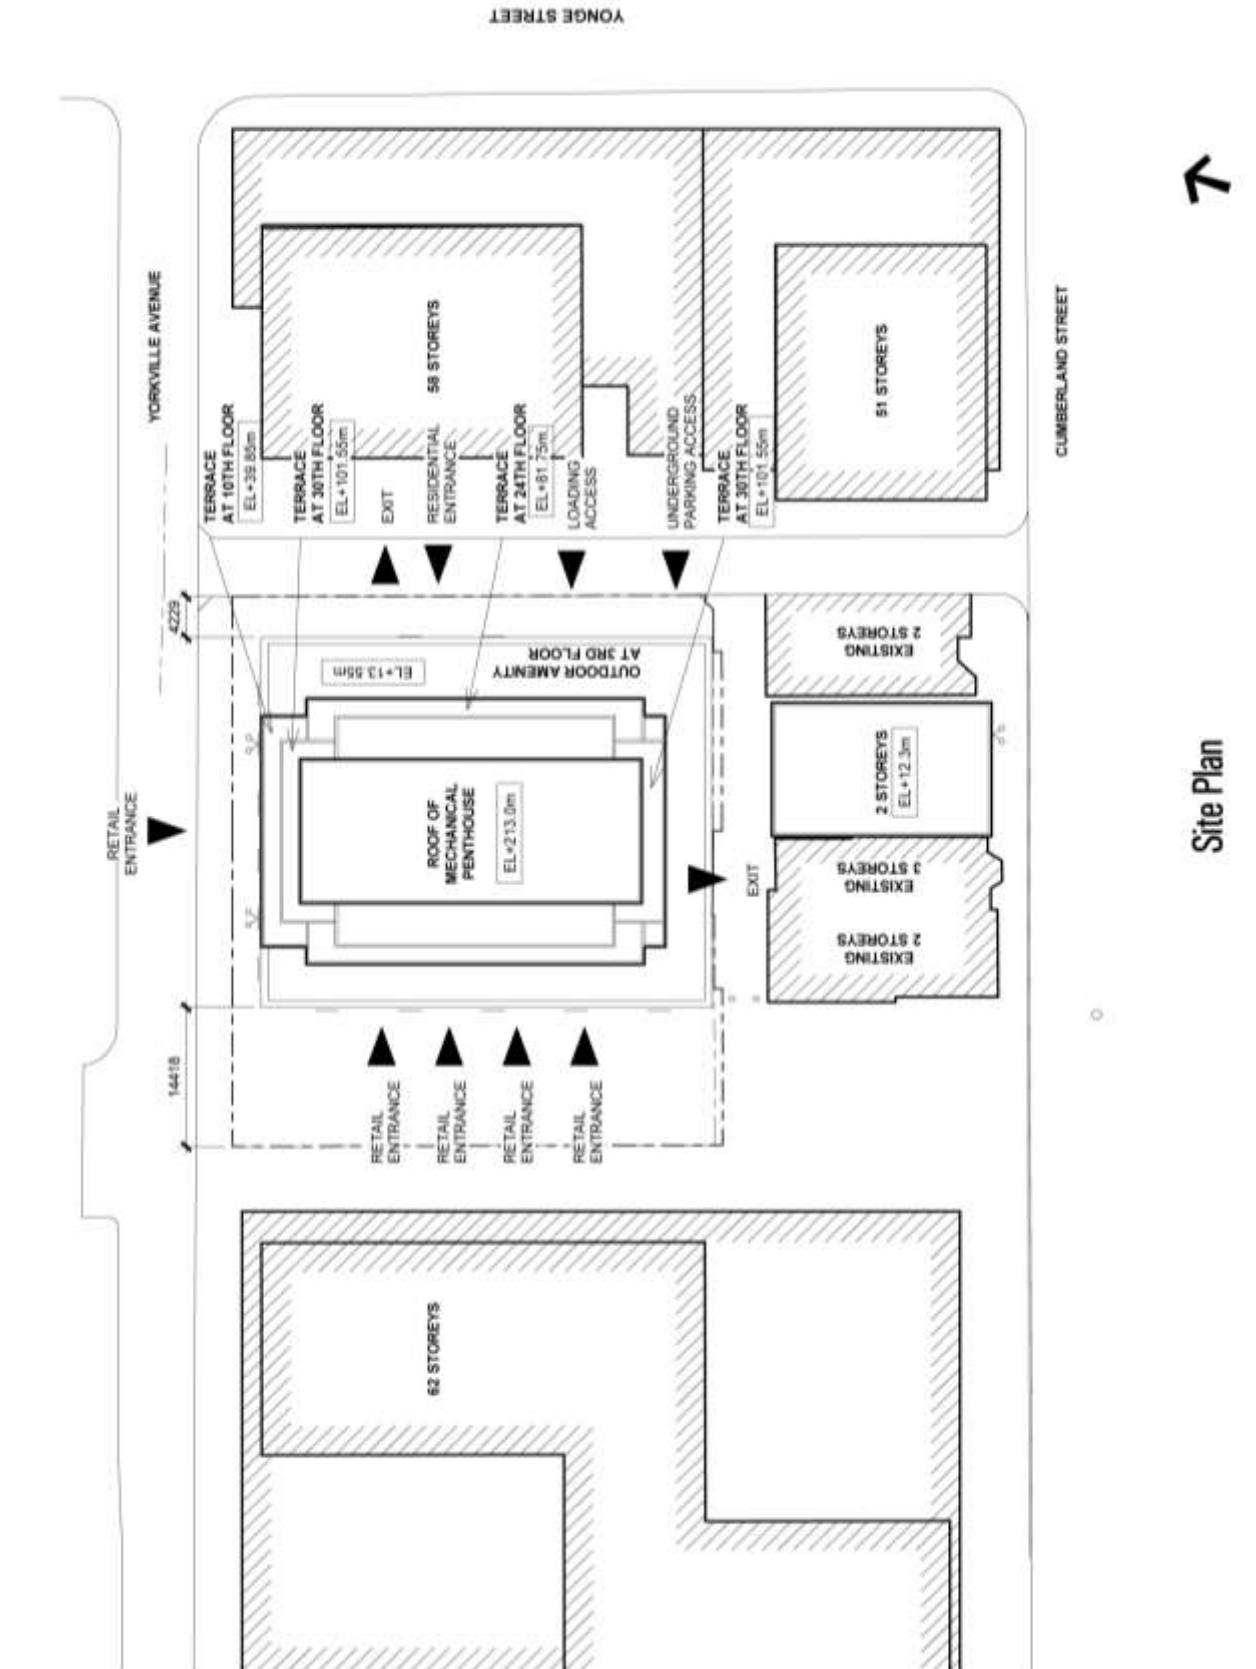 YONGE STREET
YORKVILLE AVENUE
CUMBERLAND STREET
58 STOREYS
51 STOREYS
TERRACE
AT 10TH FLOOR
EL+39.85m
TERRACE
AT 30TH FLOOR
EL+101.55m
EXIT
RESIDENTIAL
ENTRANCE
TERRACE
AT 24TH FLOOR
EL+81.75m
LOADING
ACCESS
UNDERGROUND
PARKING ACCESS
TERRACE
AT 30TH FLOOR
EL+101.55m
4229
EL+13.55m
OUTDOOR AMENITY
AT 3RD FLOOR
EXISTING
2 STOREYS
RETAIL
ENTRANCE
ROOF OF
MECHANICAL
PENTHOUSE
EL+213.0m
2 STOREYS
EL+12.3m
EXIT
EXISTING
3 STOREYS
EXISTING
2 STOREYS
14418
RETAIL
ENTRANCE
RETAIL
ENTRANCE
RETAIL
ENTRANCE
RETAIL
ENTRANCE
62 STOREYS
Site Plan